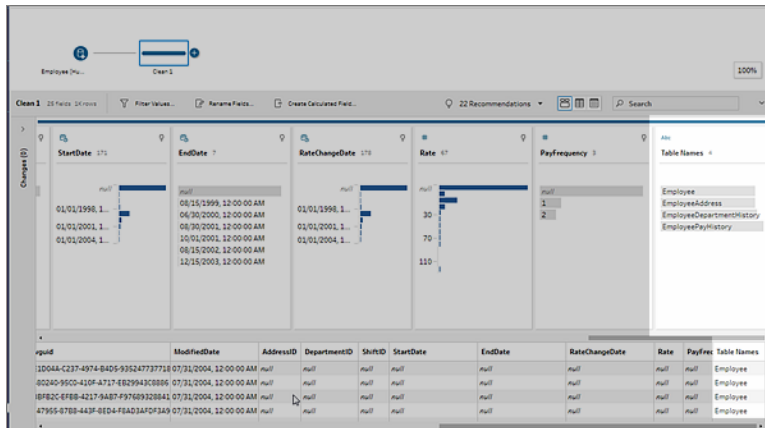 Employee (Hu...
Clean 1
100%
Clean 1 25 fields 1K rows Filter Values... Rename Fields... Create Calculated Field... 22 Recommendations Search
Changes (0)
StartDate 171
null
01/01/1998, 1...
01/01/2001, 1...
01/01/2004, 1...
EndDate 7
null
08/15/1999, 12:00:00 AM
06/30/2000, 12:00:00 AM
08/30/2001, 12:00:00 AM
10/01/2001, 12:00:00 AM
08/15/2002, 12:00:00 AM
12/15/2003, 12:00:00 AM
RateChangeDate 178
null
01/01/1998, 1...
01/01/2001, 1...
01/01/2004, 1...
Rate 67
null
30
70
110
PayFrequency 3
null
1
2
Abc
Table Names 4
Employee
EmployeeAddress
EmployeeDepartmentHistory
EmployeePayHistory
ModifiedDate AddressID DepartmentID ShiftID StartDate EndDate RateChangeDate Rate PayFrec Table Names
07/31/2004, 12:00:00 AM null null null null null null null null Employee
07/31/2004, 12:00:00 AM null null null null null null null null Employee
07/31/2004, 12:00:00 AM null null null null null null null null Employee
07/31/2004, 12:00:00 AM null null null null null null null null Employee